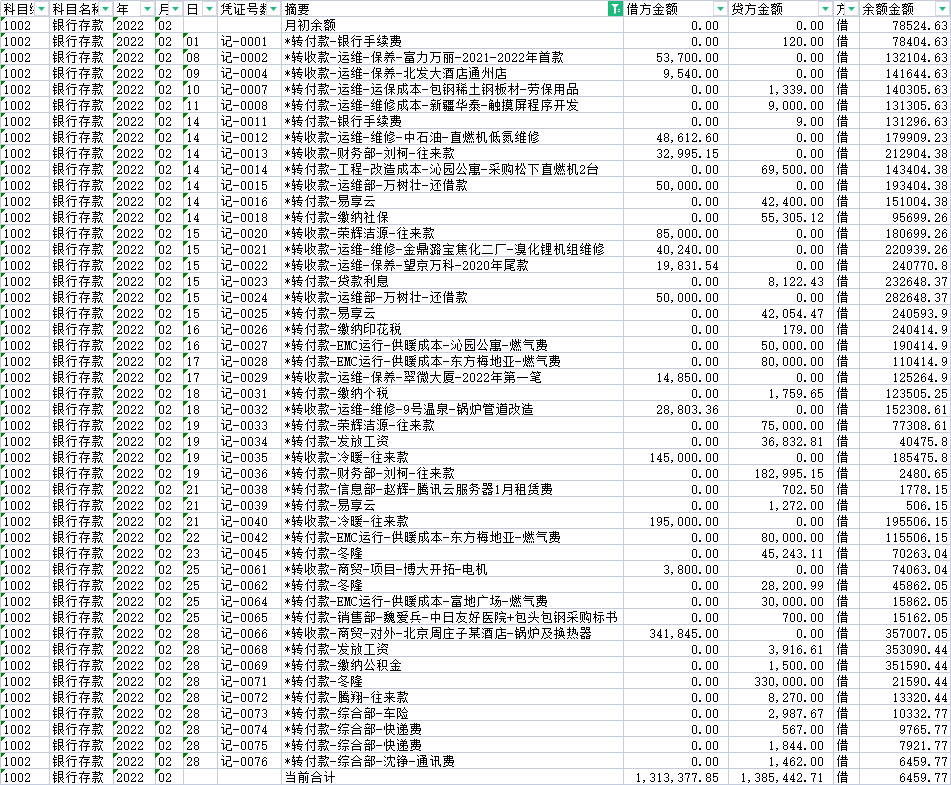 科目编 科目名称 年 月 日 凭证号数 摘要 借方金额 贷方金额 方 余额金额
1002 银行存款 2022 02 月初余额 0.00 0.00 借 78524.63
1002 银行存款 2022 02 01 记-0001 *转付款-银行手续费 0.00 120.00 借 78404.63
1002 银行存款 2022 02 08 记-0002 *转收款-运维-保养-富力万丽-2021-2022年首款 53,700.00 0.00 借 132104.63
1002 银行存款 2022 02 09 记-0004 *转收款-运维-保养-北发大酒店通州店 9,540.00 0.00 借 141644.63
1002 银行存款 2022 02 10 记-0007 *转付款-运维-运保成本-包钢稀土钢板材-劳保用品 0.00 1,339.00 借 140305.63
1002 银行存款 2022 02 11 记-0008 *转付款-运维-维修成本-新疆华泰-触摸屏程序开发 0.00 9,000.00 借 131305.63
1002 银行存款 2022 02 14 记-0011 *转付款-银行手续费 0.00 9.00 借 131296.63
1002 银行存款 2022 02 14 记-0012 *转收款-运维-维修-中石油-直燃机低氮维修 48,612.60 0.00 借 179909.23
1002 银行存款 2022 02 14 记-0013 *转收款-财务部-刘柯-往来款 32,995.15 0.00 借 212904.38
1002 银行存款 2022 02 14 记-0014 *转付款-工程-改造成本-沁园公寓-采购松下直燃机2台 0.00 69,500.00 借 143404.38
1002 银行存款 2022 02 14 记-0015 *转收款-运维部-万树壮-还借款 50,000.00 0.00 借 193404.38
1002 银行存款 2022 02 14 记-0016 *转付款-易享云 0.00 42,400.00 借 151004.38
1002 银行存款 2022 02 14 记-0018 *转付款-缴纳社保 0.00 55,305.12 借 95699.26
1002 银行存款 2022 02 15 记-0020 *转收款-荣辉洁源-往来款 85,000.00 0.00 借 180699.26
1002 银行存款 2022 02 15 记-0021 *转收款-运维-维修-金鼎潞宝焦化二厂-溴化锂机组维修 40,240.00 0.00 借 220939.26
1002 银行存款 2022 02 15 记-0022 *转收款-运维-保养-望京万科-2020年尾款 19,831.54 0.00 借 240770.8
1002 银行存款 2022 02 15 记-0023 *转付款-贷款利息 0.00 8,122.43 借 232648.37
1002 银行存款 2022 02 15 记-0024 *转收款-运维部-万树壮-还借款 50,000.00 0.00 借 282648.37
1002 银行存款 2022 02 15 记-0025 *转付款-易享云 0.00 42,054.47 借 240593.9
1002 银行存款 2022 02 16 记-0026 *转付款-缴纳印花税 0.00 179.00 借 240414.9
1002 银行存款 2022 02 16 记-0027 *转付款-EMC运行-供暖成本-沁园公寓-燃气费 0.00 50,000.00 借 190414.9
1002 银行存款 2022 02 17 记-0028 *转付款-EMC运行-供暖成本-东方梅地亚-燃气费 0.00 80,000.00 借 110414.9
1002 银行存款 2022 02 17 记-0029 *转收款-运维-保养-翠微大厦-2022年第一笔 14,850.00 0.00 借 125264.9
1002 银行存款 2022 02 18 记-0031 *转付款-缴纳个税 0.00 1,759.65 借 123505.25
1002 银行存款 2022 02 18 记-0032 *转收款-运维-维修-9号温泉-锅炉管道改造 28,803.36 0.00 借 152308.61
1002 银行存款 2022 02 19 记-0033 *转付款-荣辉洁源-往来款 0.00 75,000.00 借 77308.61
1002 银行存款 2022 02 19 记-0034 *转付款-发放工资 0.00 36,832.81 借 40475.8
1002 银行存款 2022 02 19 记-0035 *转收款-冷暖-往来款 145,000.00 0.00 借 185475.8
1002 银行存款 2022 02 19 记-0036 *转付款-财务部-刘柯-往来款 0.00 182,995.15 借 2480.65
1002 银行存款 2022 02 21 记-0038 *转付款-信息部-赵辉-腾讯云服务器1月租赁费 0.00 702.50 借 1778.15
1002 银行存款 2022 02 21 记-0039 *转付款-易享云 0.00 1,272.00 借 506.15
1002 银行存款 2022 02 21 记-0040 *转收款-冷暖-往来款 195,000.00 0.00 借 195506.15
1002 银行存款 2022 02 22 记-0042 *转付款-EMC运行-供暖成本-东方梅地亚-燃气费 0.00 80,000.00 借 115506.15
1002 银行存款 2022 02 23 记-0045 *转付款-冬隆 0.00 45,243.11 借 70263.04
1002 银行存款 2022 02 25 记-0061 *转收款-商贸-项目-博大开拓-电机 3,800.00 0.00 借 74063.04
1002 银行存款 2022 02 25 记-0062 *转付款-冬隆 0.00 28,200.99 借 45862.05
1002 银行存款 2022 02 25 记-0064 *转付款-EMC运行-供暖成本-富地广场-燃气费 0.00 30,000.00 借 15862.05
1002 银行存款 2022 02 25 记-0065 *转付款-销售部-魏爱兵-中日友好医院+包头包钢采购标书 0.00 700.00 借 15162.05
1002 银行存款 2022 02 28 记-0066 *转收款-商贸-对外-北京周庄子某酒店-锅炉及换热器 341,845.00 0.00 借 357007.05
1002 银行存款 2022 02 28 记-0068 *转付款-发放工资 0.00 3,916.61 借 353090.44
1002 银行存款 2022 02 28 记-0069 *转付款-缴纳公积金 0.00 1,500.00 借 351590.44
1002 银行存款 2022 02 28 记-0071 *转付款-冬隆 0.00 330,000.00 借 21590.44
1002 银行存款 2022 02 28 记-0072 *转付款-腾翔-往来款 0.00 8,270.00 借 13320.44
1002 银行存款 2022 02 28 记-0073 *转付款-综合部-车险 0.00 2,987.67 借 10332.77
1002 银行存款 2022 02 28 记-0074 *转付款-综合部-快递费 0.00 567.00 借 9765.77
1002 银行存款 2022 02 28 记-0075 *转付款-综合部-快递费 0.00 1,844.00 借 7921.77
1002 银行存款 2022 02 28 记-0076 *转付款-综合部-沈铮-通讯费 0.00 1,462.00 借 6459.77
1002 银行存款 2022 02 当前合计 1,313,377.85 1,385,442.71 借 6459.77